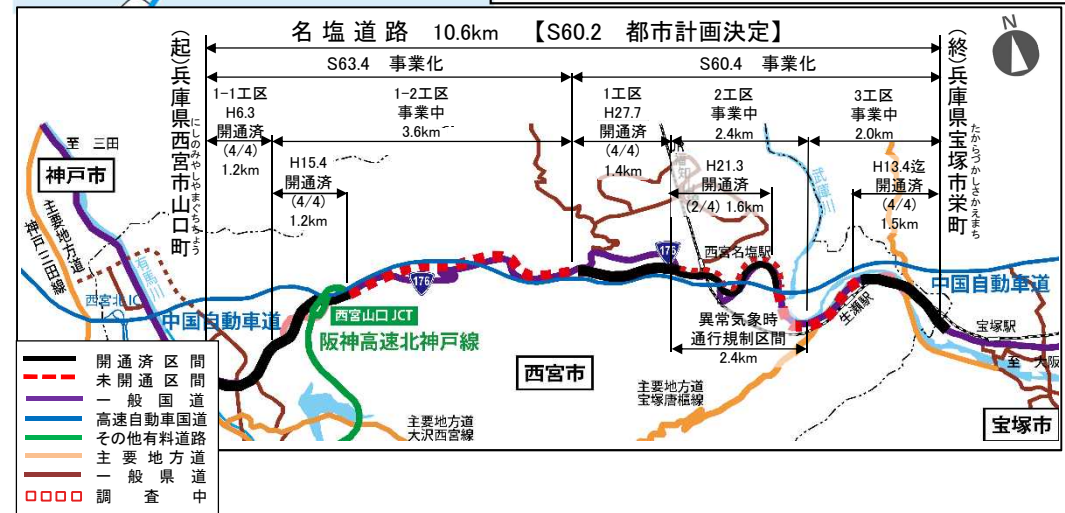 名塩道路 10.6km 【S60.2 都市計画決定】
S63.4 事業化
S60.4 事業化
(起)兵庫県西宮市山口町
にしのみやしやまぐちちょう
(終)兵庫県宝塚市栄町
たからづかしさかえまち
N
1-1工区
H6.3
開通済
(4/4)
1.2km
1-2工区
事業中
3.6km
H15.4
開通済
(4/4)
1.2km
1工区
H27.7
開通済
(4/4)
1.4km
2工区
事業中
2.4km
H21.3
開通済
(2/4) 1.6km
3工区
事業中
2.0km
H13.4迄
開通済
(4/4)
1.5km
至 三田
神戸市
主要地方道
神戸三田線
有馬川
西宮北IC
中国自動車道
176
西宮山口 JCT
阪神高速北神戸線
主要地方道
大沢西宮線
西宮市
JR福知
176
西宮名塩駅
武庫川
異常気象時
通行規制区間
2.4km
生瀬駅
主要地方道
宝塚唐櫃線
中国自動車道
宝塚駅
至 大阪
宝塚市
開通済区間
未開通区間
一般国道
高速自動車国道
その他有料道路
主要地方道
一般県道
調査中